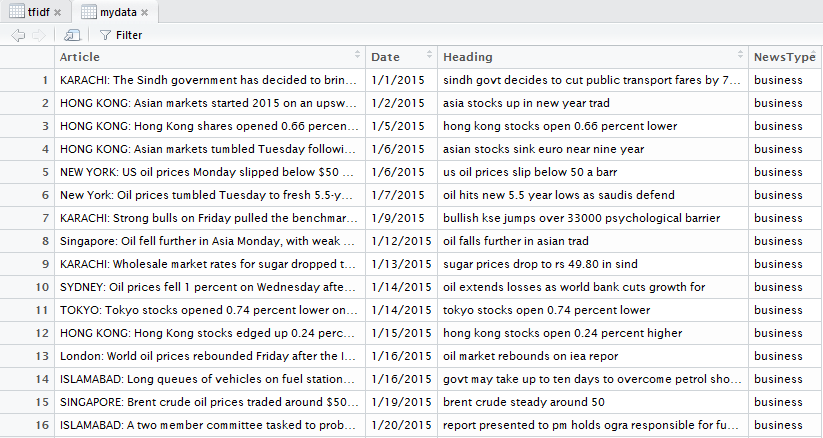 tfidf mydata
Filter
Article Date Heading NewsType
1 KARACHI: The Sindh government has decided to brin... 1/1/2015 sindh govt decides to cut public transport fares by 7... business
2 HONG KONG: Asian markets started 2015 on an upsw... 1/2/2015 asia stocks up in new year trad business
3 HONG KONG: Hong Kong shares opened 0.66 percen... 1/5/2015 hong kong stocks open 0.66 percent lower business
4 HONG KONG: Asian markets tumbled Tuesday followi... 1/6/2015 asian stocks sink euro near nine year business
5 NEW YORK: US oil prices Monday slipped below $50 ... 1/6/2015 us oil prices slip below 50 a barr business
6 New York: Oil prices tumbled Tuesday to fresh 5.5-y... 1/7/2015 oil hits new 5.5 year lows as saudis defend business
7 KARACHI: Strong bulls on Friday pulled the benchmar... 1/9/2015 bullish kse jumps over 33000 psychological barrier business
8 Singapore: Oil fell further in Asia Monday, with weak ... 1/12/2015 oil falls further in asian trad business
9 KARACHI: Wholesale market rates for sugar dropped t... 1/13/2015 sugar prices drop to rs 49.80 in sind business
10 SYDNEY: Oil prices fell 1 percent on Wednesday afte... 1/14/2015 oil extends losses as world bank cuts growth for business
11 TOKYO: Tokyo stocks opened 0.74 percent lower on... 1/14/2015 tokyo stocks open 0.74 percent lower business
12 HONG KONG: Hong Kong stocks edged up 0.24 perc... 1/15/2015 hong kong stocks open 0.24 percent higher business
13 London: World oil prices rebounded Friday after the I... 1/16/2015 oil market rebounds on iea repor business
14 ISLAMABAD: Long queues of vehicles on fuel station... 1/16/2015 govt may take up to ten days to overcome petrol sho... business
15 SINGAPORE: Brent crude oil prices traded around $50... 1/19/2015 brent crude steady around 50 business
16 ISLAMABAD: A two member committee tasked to prob... 1/20/2015 report presented to pm holds ogra responsible for fu... business